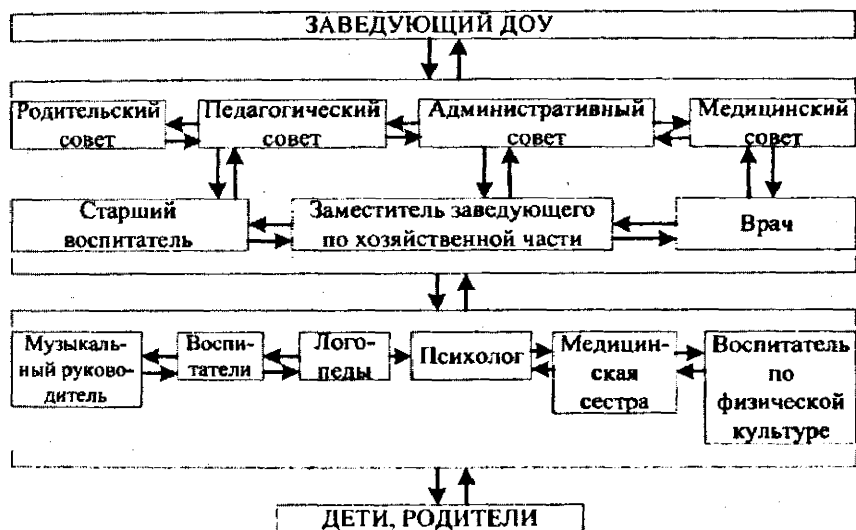 ЗАВЕДУЮЩИЙ ДОУ
Родительский
совет
Педагогический
совет
Административный
совет
Медицинский
совет
Старший
воспитатель
Заместитель заведующего
по хозяйственной части
Врач
Музыкаль-
ный руково-
дитель
Воспи-
татели
Лого-
педы
Психолог
Медицин-
ская
сестра
Воспитатель
по
физической
культуре
ДЕТИ, РОДИТЕЛИ